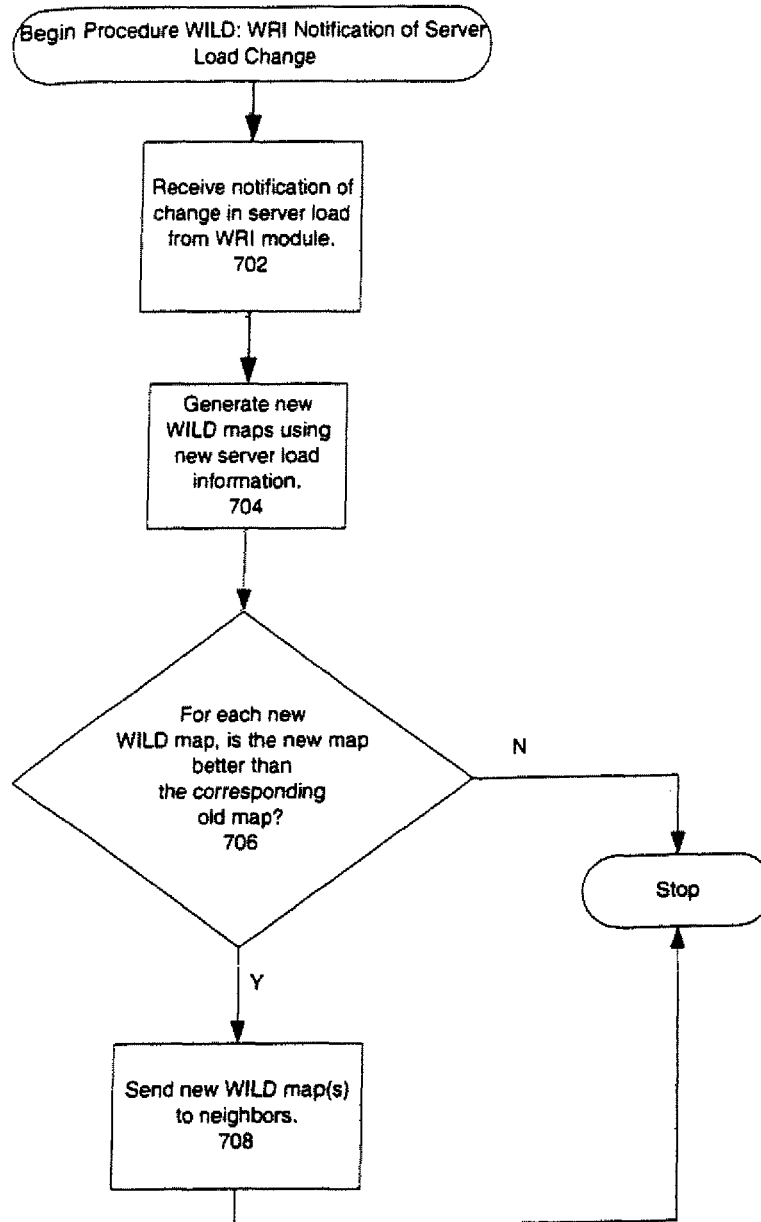 Begin Procedure WILD: WRI Notification of Server
Load Change
Receive notification of
change in server load
from WRI module.
702
Generate new
WILD maps using
new server load
information.
704
For each new
WILD map, is the new map
better than
the corresponding
old map?
706
N
Stop
Y
Send new WILD map(s)
to neighbors.
708